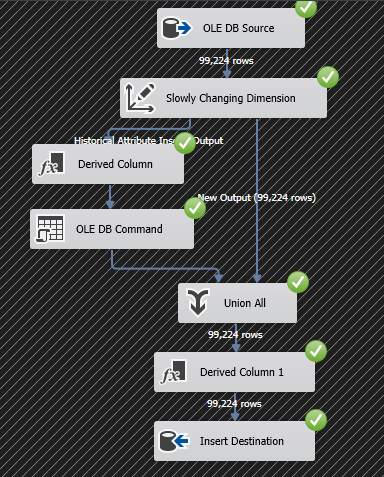 OLE DB Source
99,224 rows
Slowly Changing Dimension
Historical Attribute Inse Output
Derived Column
New Output (99,224 rows)
OLE DB Command
Union All
99,224 rows
Derived Column 1
99,224 rows
Insert Destination